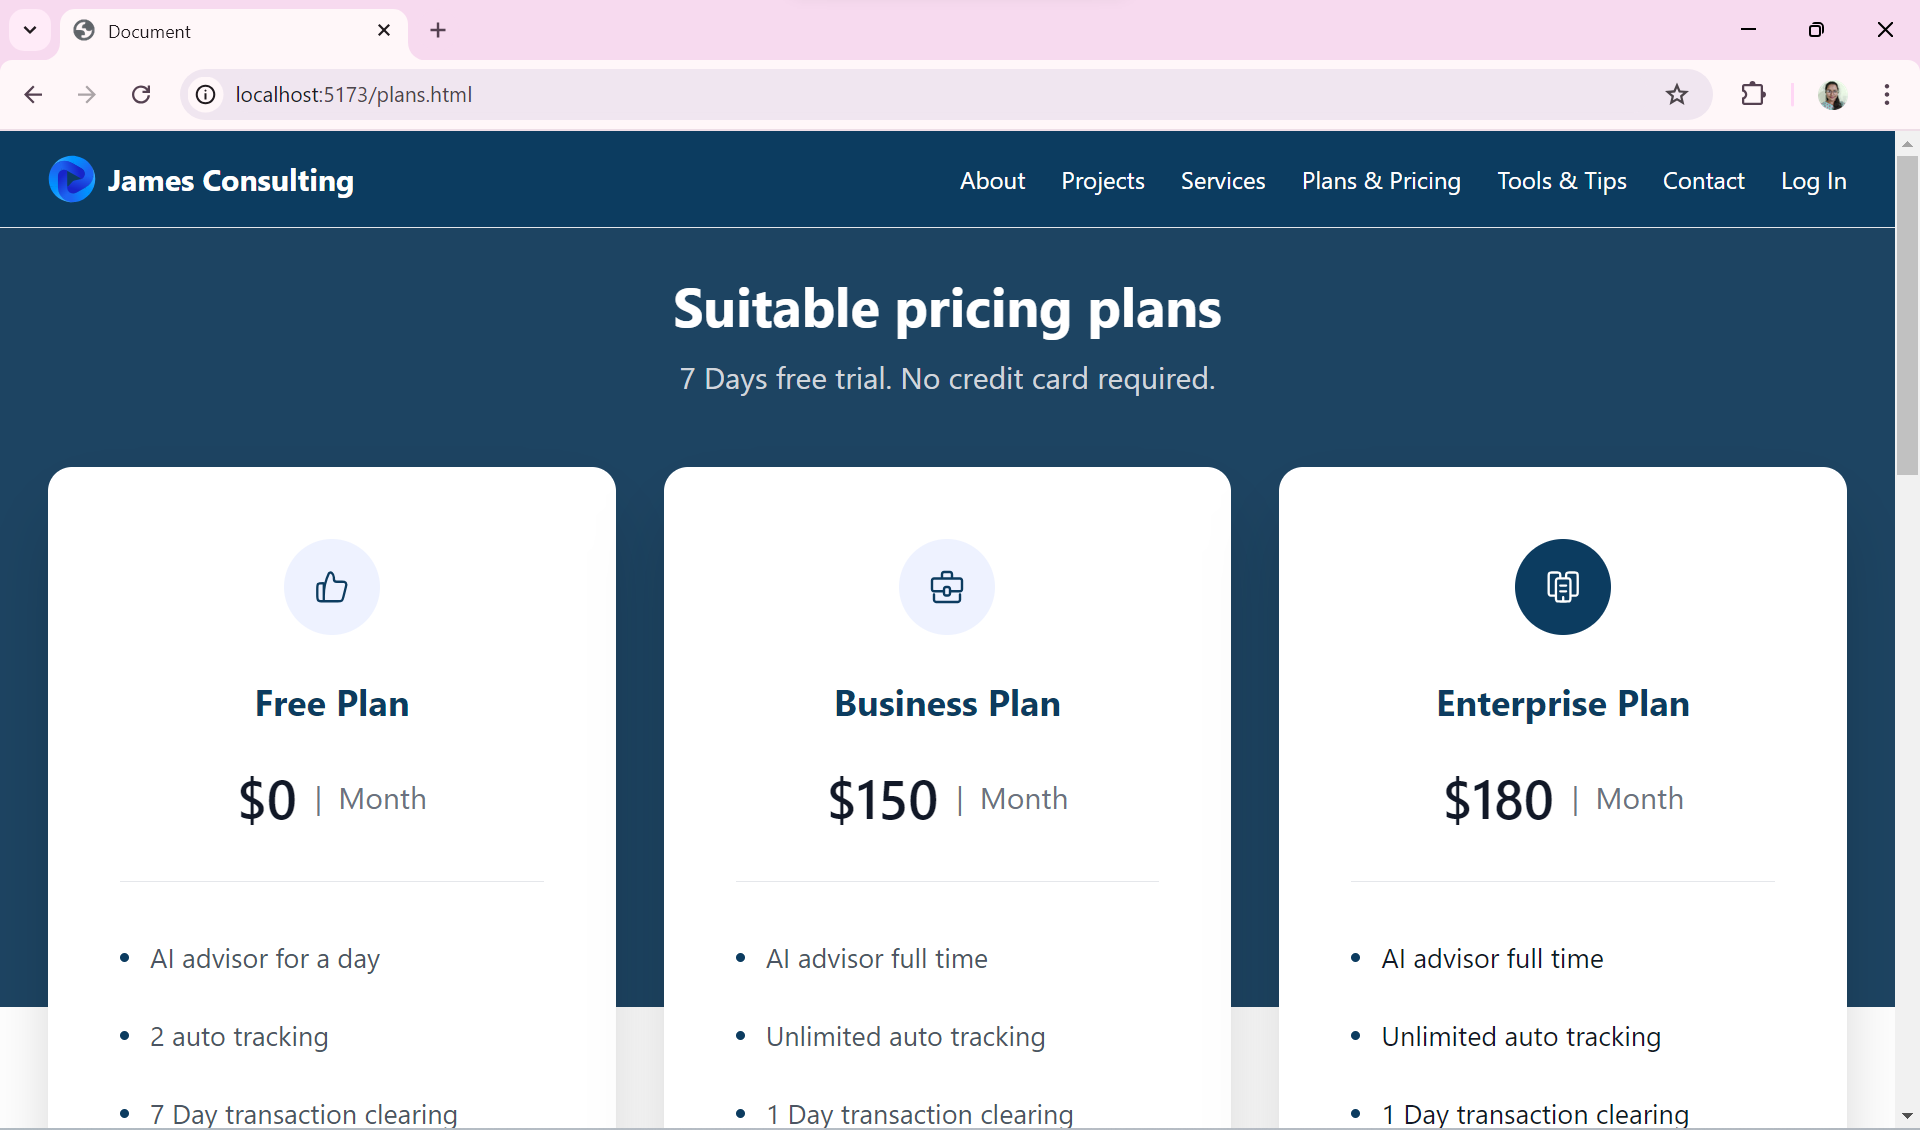 Document
localhost:5173/plans.html
James Consulting
About Projects Services Plans & Pricing Tools & Tips Contact Log In
Suitable pricing plans
7 Days free trial. No credit card required.
Free Plan
$0 | Month
AI advisor for a day
2 auto tracking
7 Day transaction clearing
Business Plan
$150 | Month
AI advisor full time
Unlimited auto tracking
1 Day transaction clearing
Enterprise Plan
$180 | Month
AI advisor full time
Unlimited auto tracking
1 Day transaction clearing